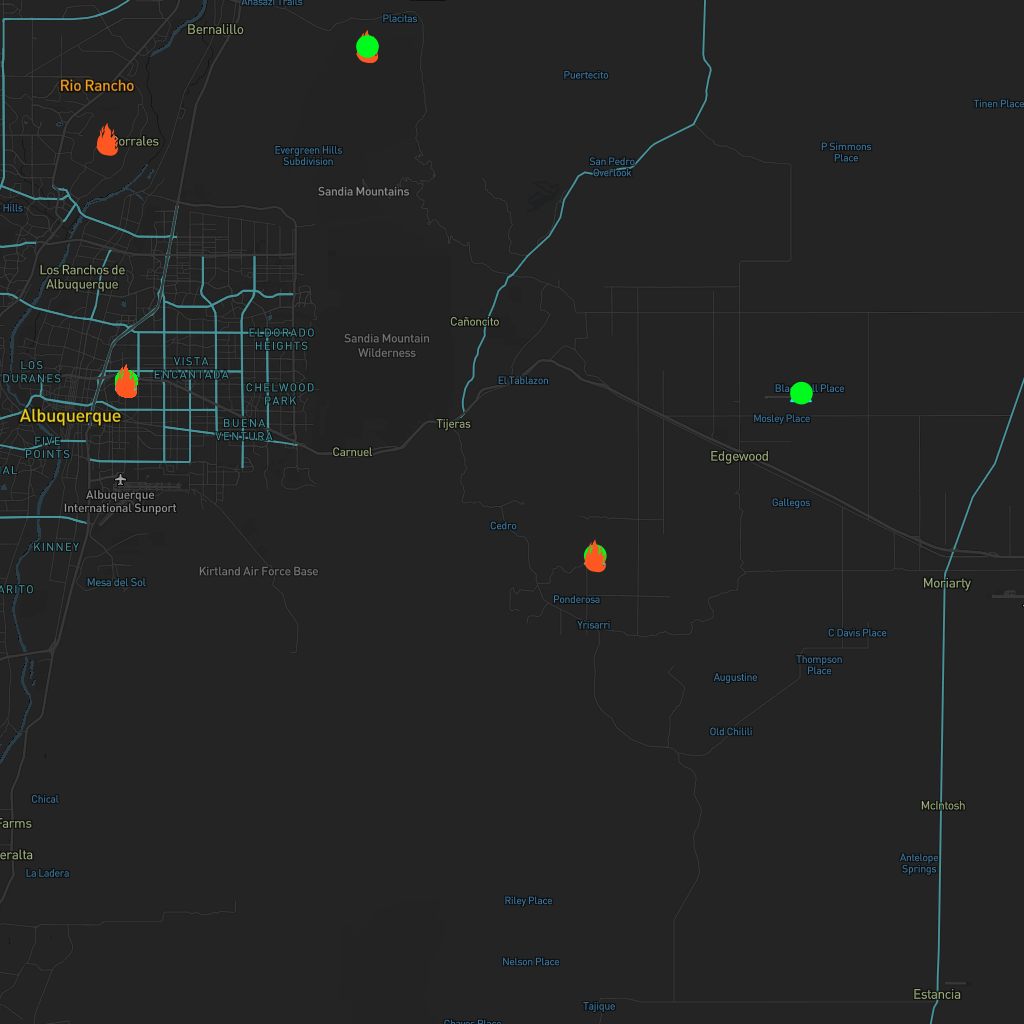 Anasazi Trails
Placitas
Bernalillo
Puertecito
Rio Rancho
Tinen Place
Corrales
Evergreen Hills
Subdivision
P Simmons
Place
San Pedro
Overlook
Sandia Mountains
Hills
Los Ranchos de
Albuquerque
Cañoncito
ELDORADO
HEIGHTS
Sandia Mountain
Wilderness
LOS
DURANES
VISTA
ENCANTADA
CHELWOOD
PARK
El Tablazon
Place
Mosley Place
Albuquerque
BUENA
VENTURA
Tijeras
FIVE
POINTS
Carnuel
Edgewood
AL
Albuquerque
International Sunport
Gallegos
Cedro
KINNEY
Kirtland Air Force Base
Mesa del Sol
Moriarty
ARITO
Ponderosa
Yrisarri
C Davis Place
Thompson
Place
Augustine
Old Chilili
Chical
McIntosh
Farms
eralta
Antelope
Springs
La Ladera
Riley Place
Nelson Place
Estancia
Tajique
Chavez Place